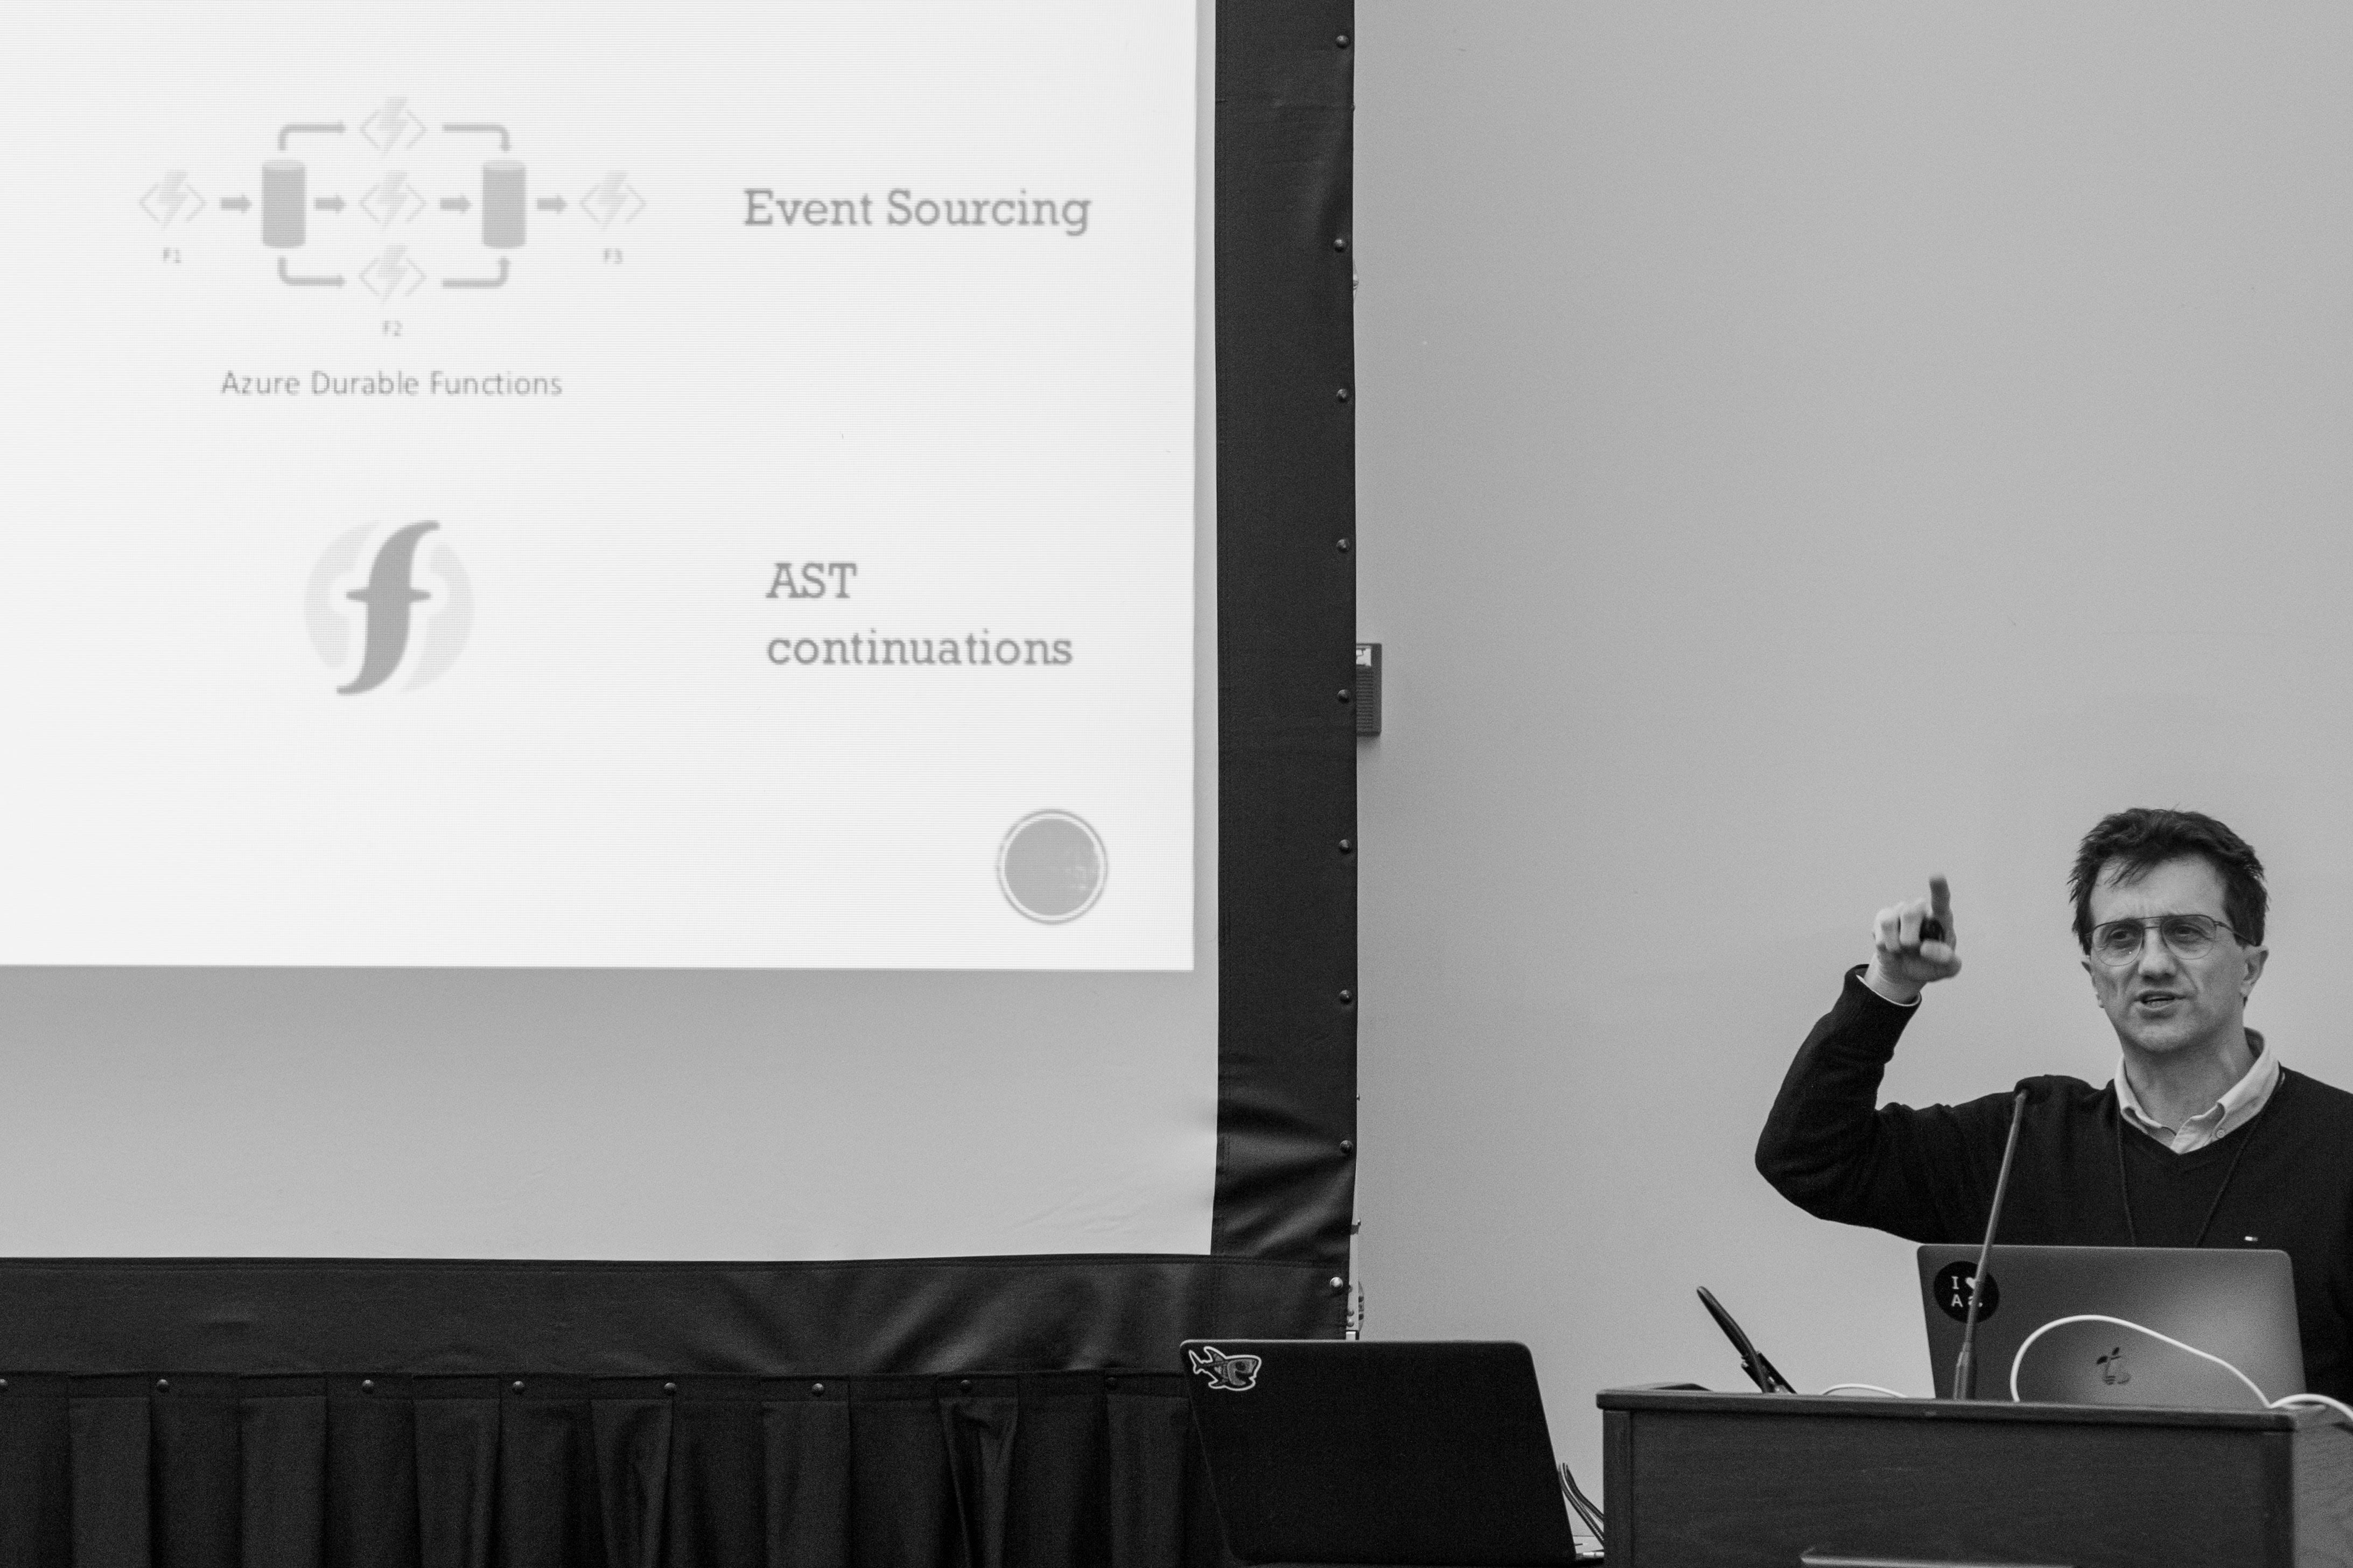 F1
F2
F3
Azure Durable Functions
Event Sourcing
f
AST
continuations
I
A